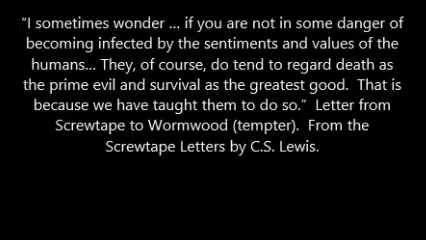 “I sometimes wonder ... if you are not in some danger of
becoming infected by the sentiments and values of the
humans... They, of course, do tend to regard death as
the prime evil and survival as the greatest good.  That is
because we have taught them to do so.”  Letter from
Screwtape to Wormwood (tempter).  From the
Screwtape Letters by C.S. Lewis.